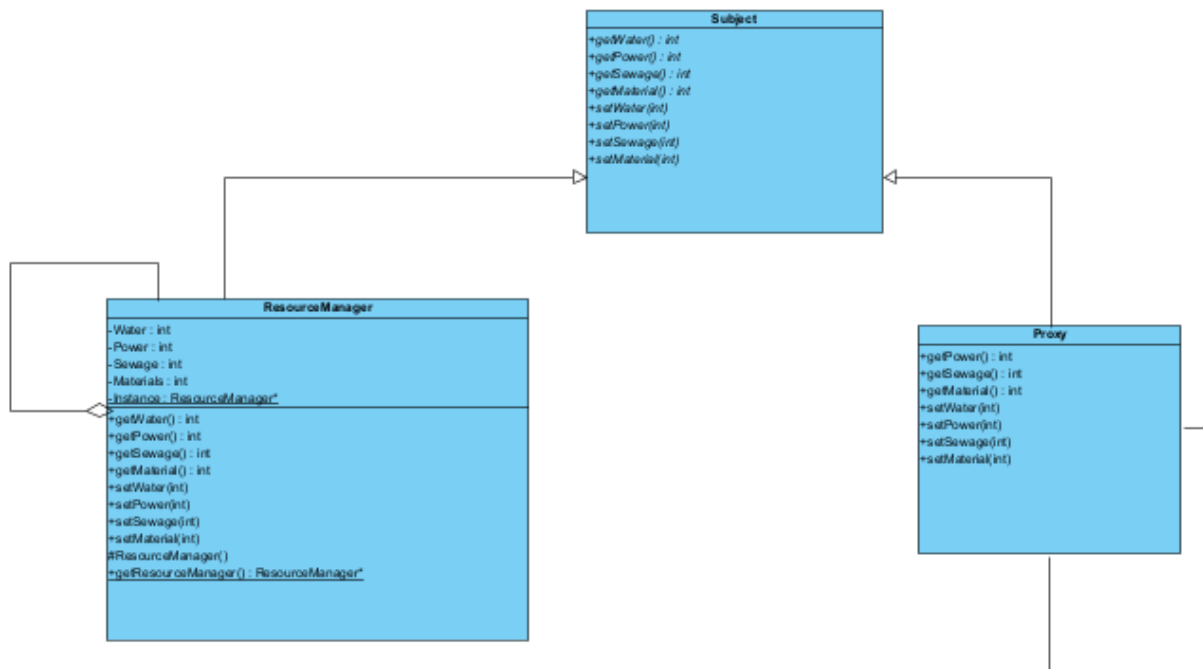 Subject
+getWater() : int
+getPower() : int
+getSewage() : int
+getMaterial() : int
+setWater(int)
+setPower(int)
+setSewage(int)
+setMaterial(int)
ResourceManager
-Water : int
-Power : int
-Sewage : int
-Materials : int
-Instance : ResourceManager*
+getWater() : int
+getPower() : int
+getSewage() : int
+getMaterial() : int
+setWater(int)
+setPower(int)
+setSewage(int)
+setMaterial(int)
#ResourceManager()
+getResourceManager() : ResourceManager*
Proxy
+getPower() : int
+getSewage() : int
+getMaterial() : int
+setWater(int)
+setPower(int)
+setSewage(int)
+setMaterial(int)